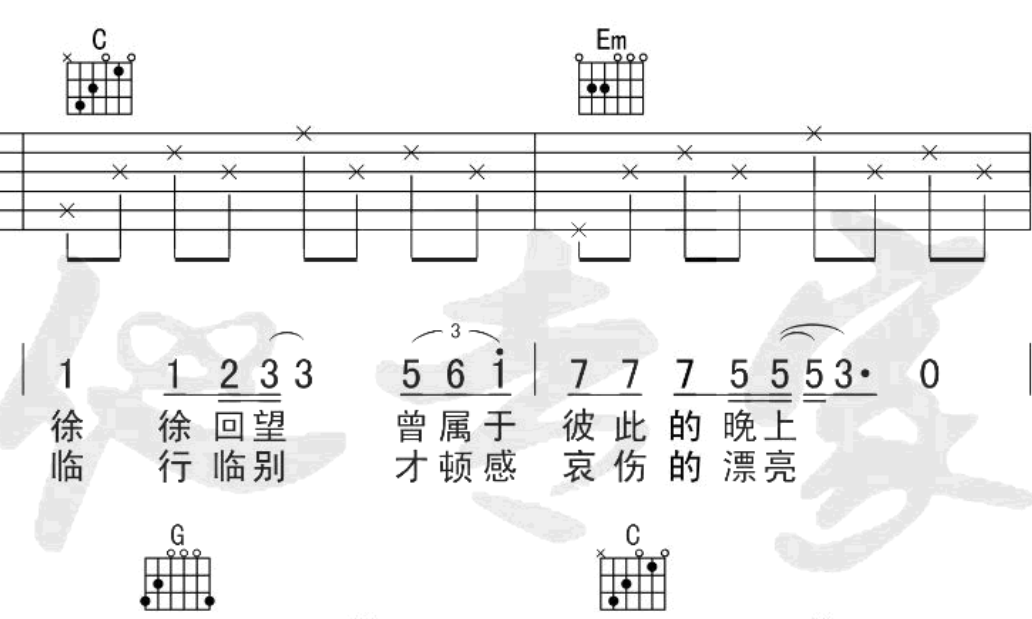 C Em
3
1 1 2 3 3 5 6 1 7 7 7 5 5 5 3· 0
徐 徐 回 望 曾 属 于 彼 此 的 晚 上
临 行 临 别 才 顿 感 哀 伤 的 漂 亮
G C